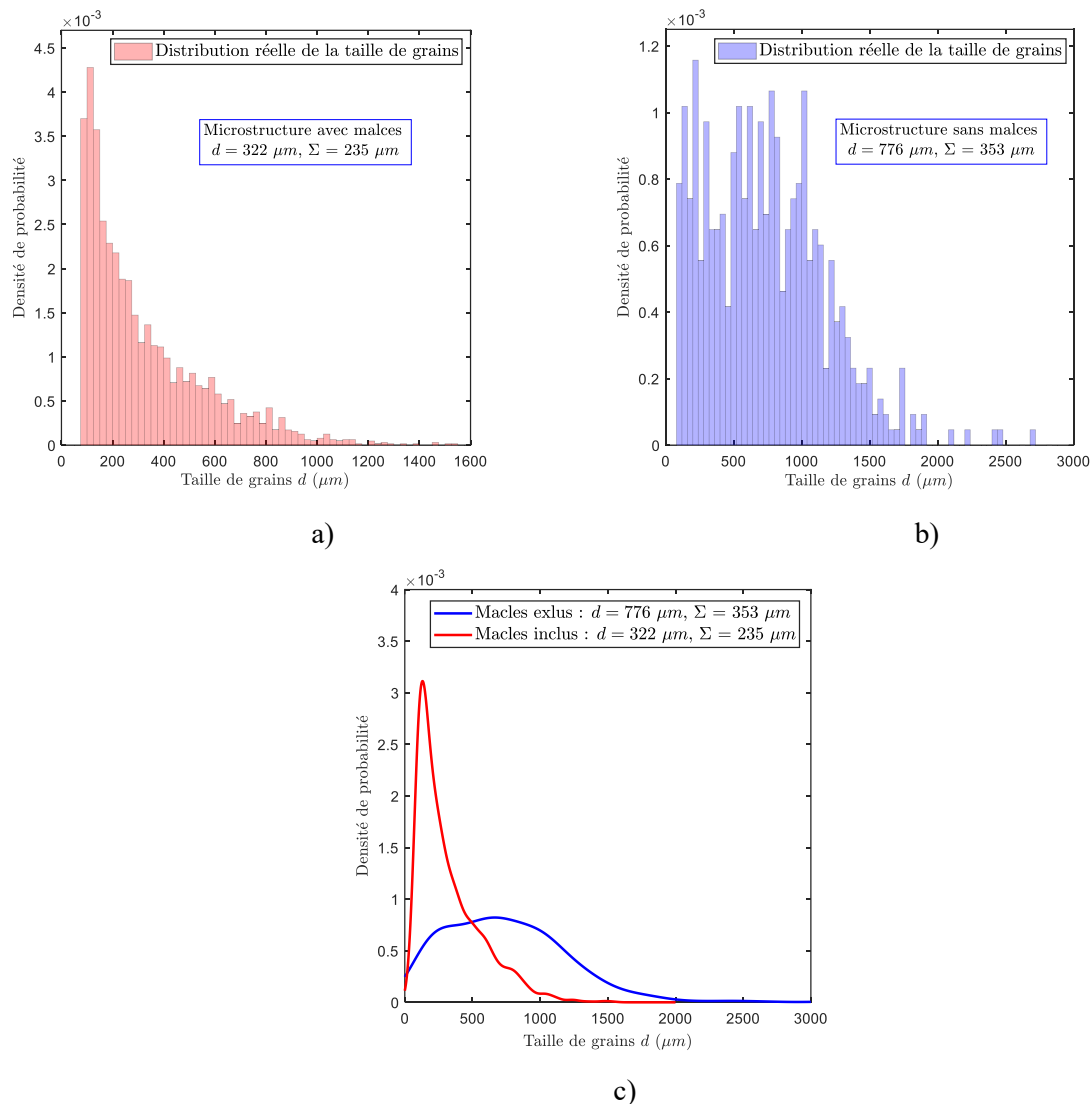 ×10⁻³
4.5
4
3.5
3
2.5
2
1.5
1
0.5
0
Densité de probabilité
Distribution réelle de la taille de grains
Microstructure avec malces
d = 322 μm, Σ = 235 μm
0 200 400 600 800 1000 1200 1400 1600
Taille de grains d (μm)
a)
×10⁻³
1.2
1
0.8
0.6
0.4
0.2
0
Densité de probabilité
Distribution réelle de la taille de grains
Microstructure sans malces
d = 776 μm, Σ = 353 μm
0 500 1000 1500 2000 2500 3000
Taille de grains d (μm)
b)
×10⁻³
4
3.5
3
2.5
2
1.5
1
0.5
0
Densité de probabilité
Macles exlus : d = 776 μm, Σ = 353 μm
Macles inclus : d = 322 μm, Σ = 235 μm
0 500 1000 1500 2000 2500 3000
Taille de grains d (μm)
c)